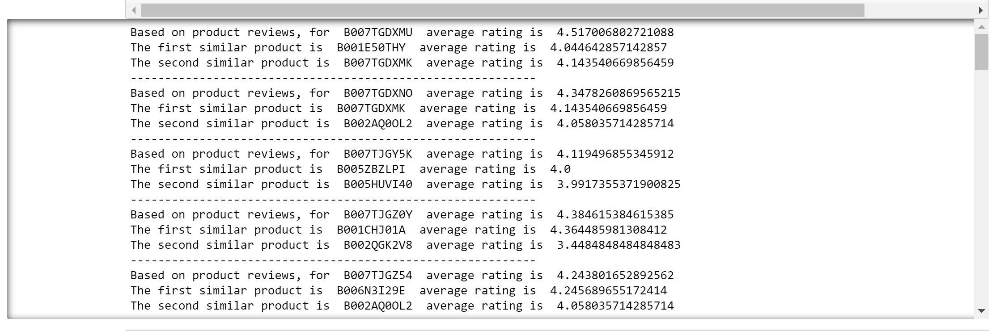 Based on product reviews, for  B007TGDXMU  average rating is  4.517006802721088
The first similar product is  B001E50THY  average rating is  4.044642857142857
The second similar product is  B007TGDXMK  average rating is  4.143540669856459
-----------------------------------------------------------
Based on product reviews, for  B007TGDXNO  average rating is  4.3478260869565215
The first similar product is  B007TGDXMK  average rating is  4.143540669856459
The second similar product is  B002AQ0OL2  average rating is  4.058035714285714
-----------------------------------------------------------
Based on product reviews, for  B007TJGY5K  average rating is  4.119496855345912
The first similar product is  B005ZBZLPI  average rating is  4.0
The second similar product is  B005HUVI40  average rating is  3.9917355371900825
-----------------------------------------------------------
Based on product reviews, for  B007TJGZ0Y  average rating is  4.384615384615385
The first similar product is  B001CHJ01A  average rating is  4.364485981308412
The second similar product is  B002QGK2V8  average rating is  3.4484848484848483
-----------------------------------------------------------
Based on product reviews, for  B007TJGZ54  average rating is  4.243801652892562
The first similar product is  B006N3I29E  average rating is  4.245689655172414
The second similar product is  B002AQ0OL2  average rating is  4.058035714285714